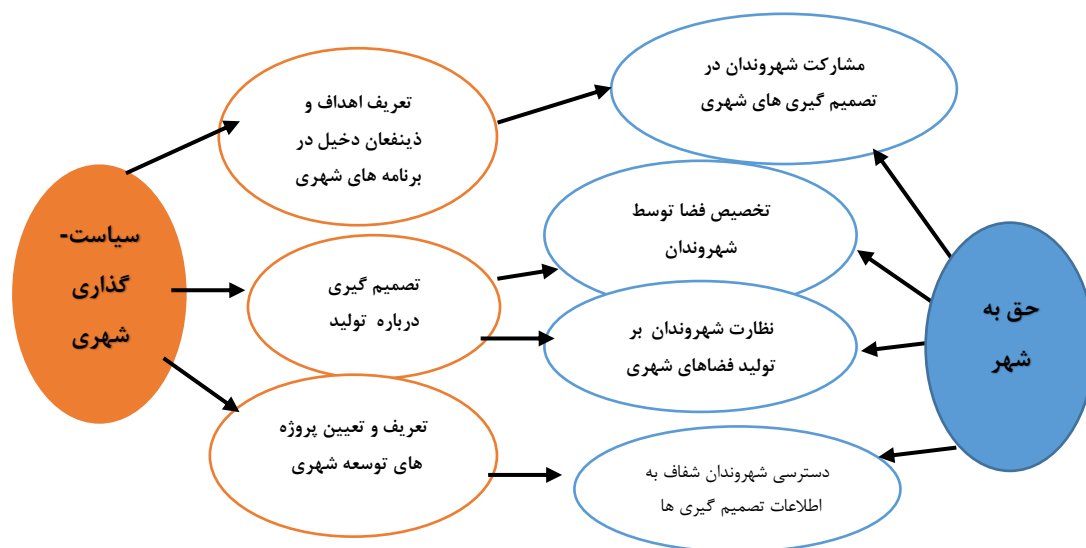 مشارکت شهروندان در
تصمیم گیری های شهری
تعریف اهداف و
ذینفعان دخیل در
برنامه های شهری
تخصیص فضا توسط
شهروندان
سیاست-
گذاری
شهری
تصمیم گیری
درباره تولید
حق به
شهر
نظارت شهروندان بر
تولید فضاهای شهری
تعریف و تعیین پروژه
های توسعه شهری
دسترسی شهروندان شفاف به
اطلاعات تصمیم گیری ها